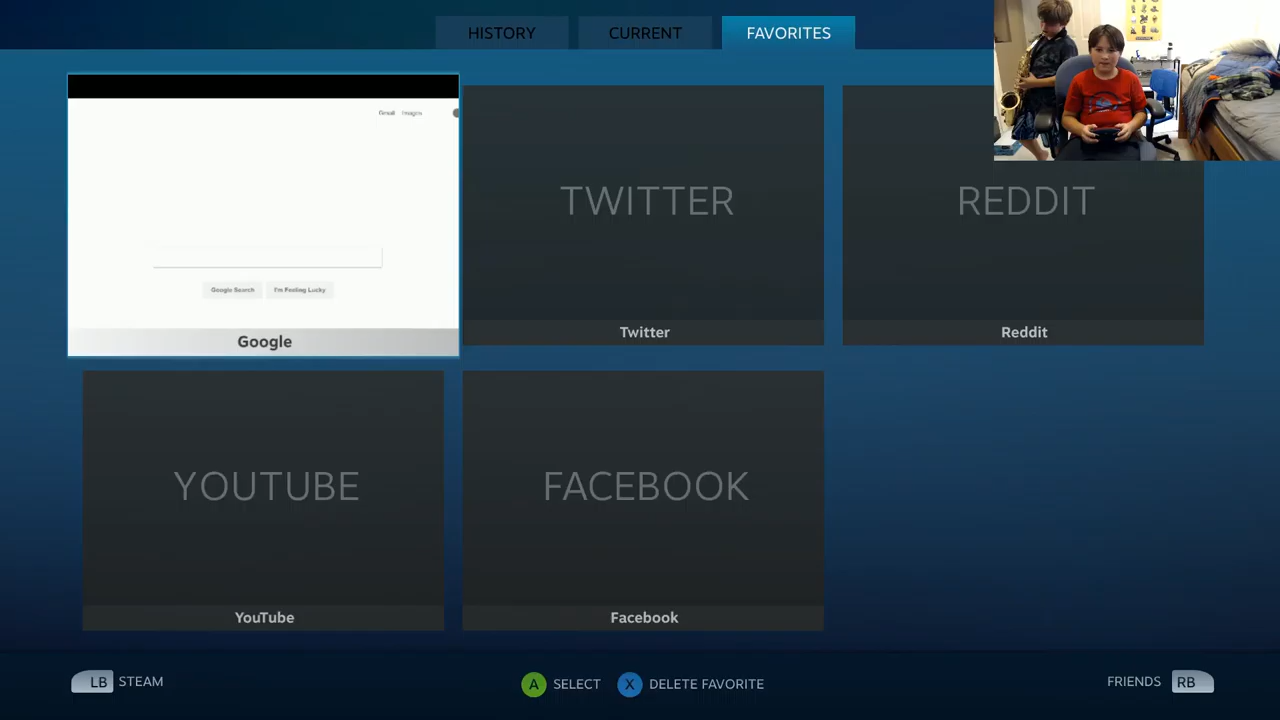 HISTORY
CURRENT
FAVORITES
Gmail Images
Google Search
I'm Feeling Lucky
Google
TWITTER
Twitter
REDDIT
Reddit
YOUTUBE
YouTube
FACEBOOK
Facebook
LB STEAM
A SELECT
X DELETE FAVORITE
FRIENDS RB